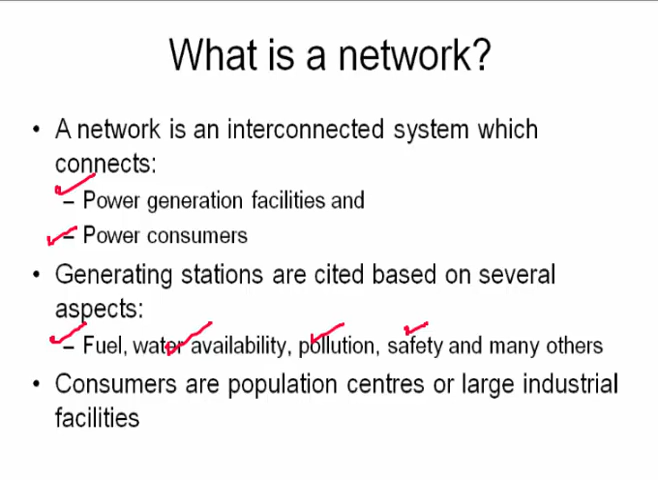 What is a network?
• A network is an interconnected system which
connects:
– Power generation facilities and
– Power consumers
• Generating stations are cited based on several
aspects:
– Fuel, water availability, pollution, safety and many others
• Consumers are population centres or large industrial
facilities